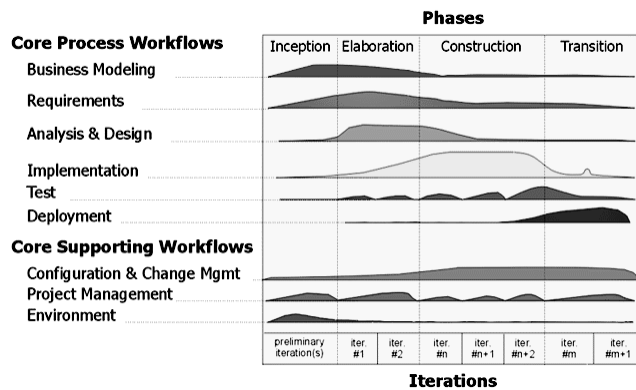 Phases
Core Process Workflows
Inception Elaboration Construction Transition
Business Modeling
Requirements
Analysis & Design
Implementation
Test
Deployment
Core Supporting Workflows
Configuration & Change Mgmt
Project Management
Environment
preliminary iteration(s)
iter. #1
iter. #2
iter. #n
iter. #n+1
iter. #n+2
iter. #m
iter. #m+1
Iterations